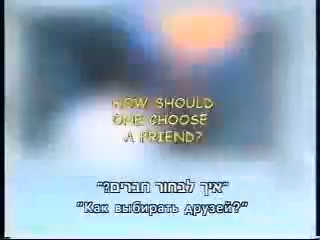 HOW SHOULD
ONE CHOOSE
A FRIEND?
"איך לבחור חברים?"
"Как выбирать друзей?"